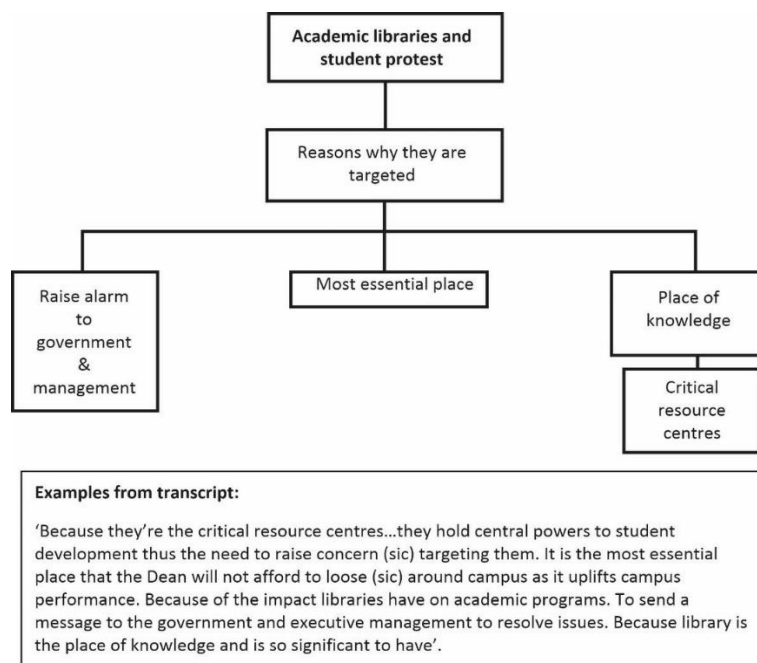 Academic libraries and
student protest
Reasons why they are
targeted
Raise alarm
to
government
&
management
Most essential place
Place of
knowledge
Critical
resource
centres
Examples from transcript:
‘Because they’re the critical resource centres…they hold central powers to student
development thus the need to raise concern (sic) targeting them. It is the most essential
place that the Dean will not afford to loose (sic) around campus as it uplifts campus
performance. Because of the impact libraries have on academic programs. To send a
message to the government and executive management to resolve issues. Because library is
the place of knowledge and is so significant to have’.